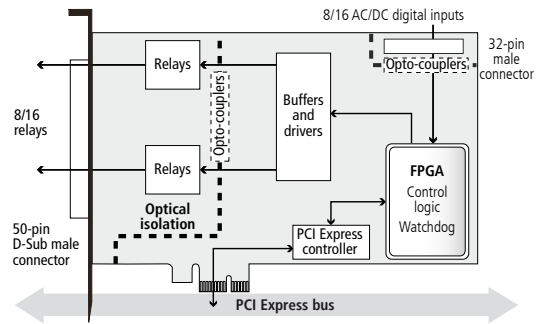 8/16 AC/DC digital inputs
32-pin
male
connector
Opto-couplers
Relays
Opto-couplers
Buffers
and
drivers
8/16
relays
Relays
FPGA
Control
logic
Watchdog
Optical
isolation
50-pin
D-Sub male
connector
PCI Express
controller
PCI Express bus